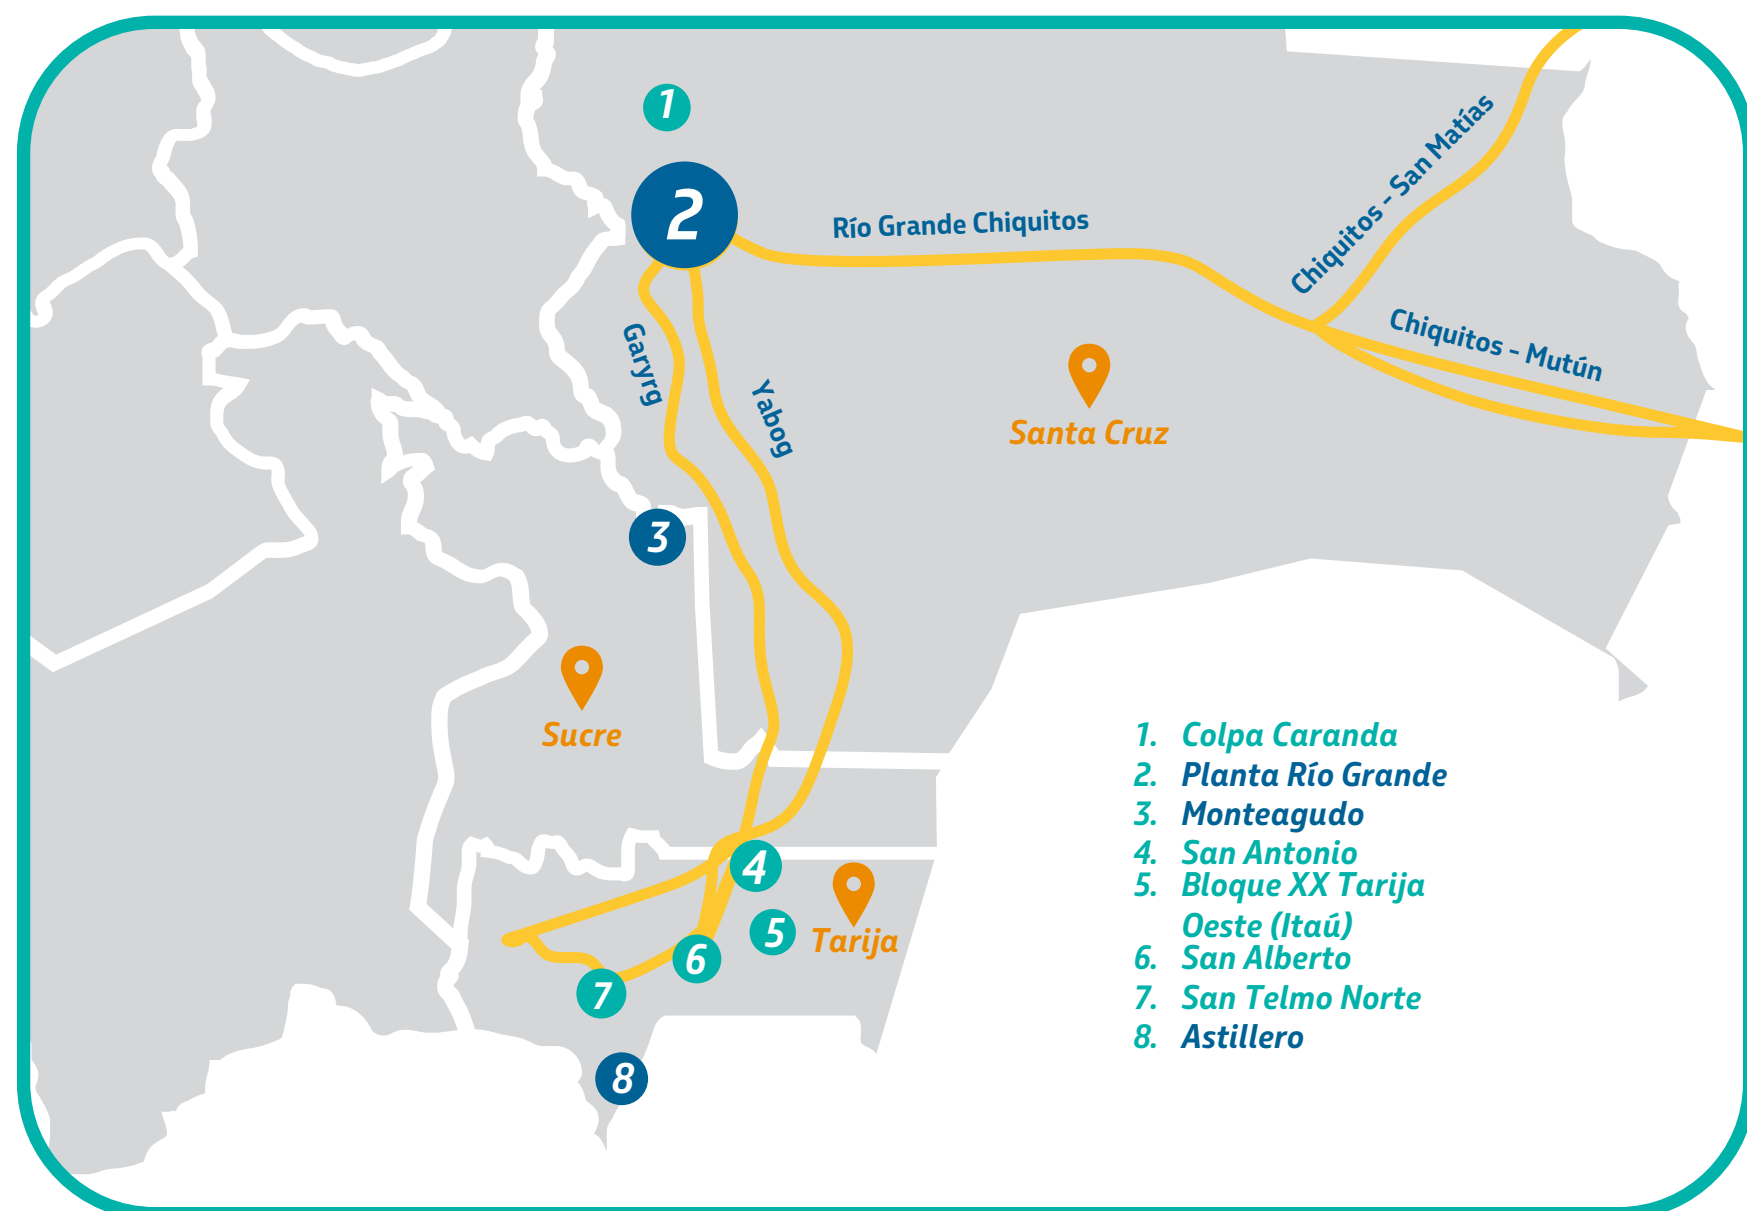 1
2
Río Grande Chiquitos
Chiquitos - San Matías
Chiquitos - Mutún
Garyrg
Yabog
Santa Cruz
3
Sucre
4
5
Tarija
6
7
8
1. Colpa Caranda
2. Planta Río Grande
3. Monteagudo
4. San Antonio
5. Bloque XX Tarija
Oeste (Itaú)
6. San Alberto
7. San Telmo Norte
8. Astillero